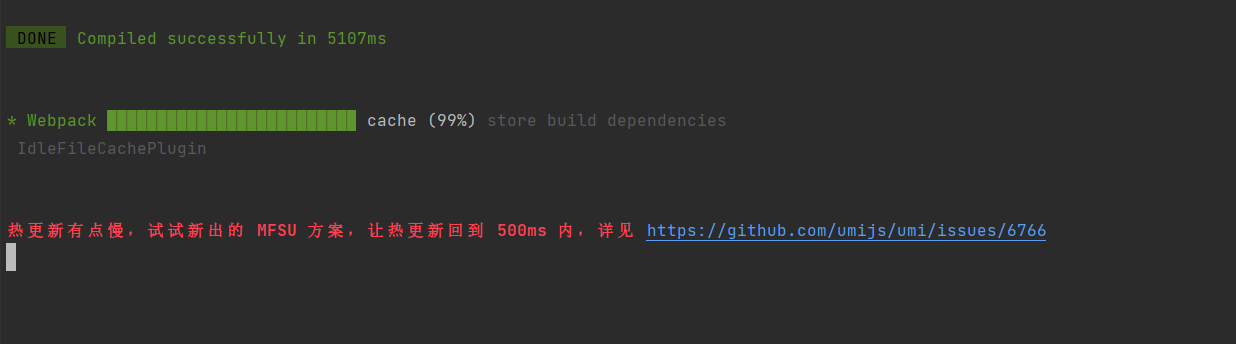 DONE Compiled successfully in 5107ms
* Webpack █████████████████████████ cache (99%) store build dependencies
IdleFileCachePlugin
热更新有点慢，试试新出的 MFSU 方案，让热更新回到 500ms 内，详见 https://github.com/umijs/umi/issues/6766